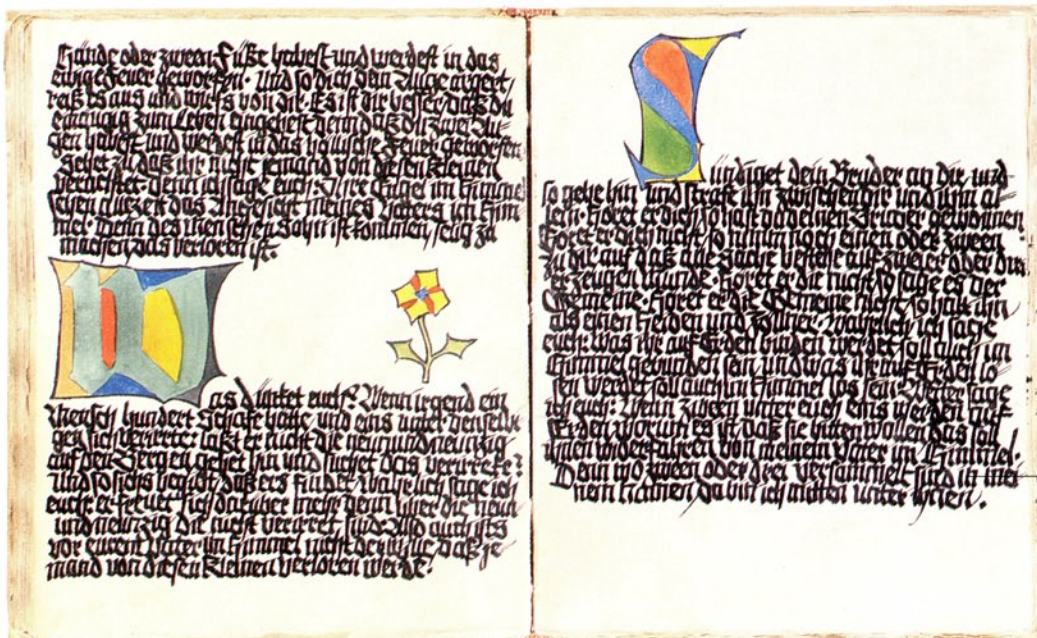 Hände oder zween Füße habest und werdest in das
ewige Feuer geworfen. Und so dich dein Auge ärgert,
reiß es aus und wirf's von dir. Es ist dir besser, daß du
einäugig zum Leben eingehest, denn daß du zwei Au-
gen habest und werdest in das höllische Feuer geworfen.
Sehet zu, daß ihr nicht jemand von diesen Kleinen
verachtet. Denn ich sage euch: Ihre Engel im Himmel
sehen allezeit das Angesicht meines Vaters im Him-
mel. Denn des Menschen Sohn ist kommen, selig zu
machen, das verloren ist.
Was dünket euch? Wenn irgend ein
Mensch hundert Schafe hätte und eins unter densel-
gen sich verirrete: läßt er nicht die neunundneunzig
auf den Bergen, gehet hin und suchet das verirrete?
Und so sich's begibt, daß er's findet, wahrlich ich sage
euch: er freuet sich darüber mehr denn über die neun
und neunzig, die nicht verirret sind. Also auch ist's
vor eurem Vater im Himmel nicht der Wille, daß je
mand von diesen Kleinen verloren werde.
Sündiget dein Bruder an dir, und
so gehe hin und strafe ihn zwischen dir und ihm al-
lein. Höret er dich, so hast du deinen Bruder gewonnen.
Höret er dich nicht, so nimm noch einen oder zween
zu dir, auf daß alle Sache bestehe auf zweier oder drei
er Zeugen Munde. Höret er die nicht, so sage es der
Gemeine. Höret er die Gemeine nicht, so halt ihn
als einen Heiden und Zöllner. Wahrlich ich sage
euch: Was ihr auf Erden binden werdet, soll auch im
Himmel gebunden sein, und was ihr auf Erden lö
sen werdet, soll auch im Himmel los sein. Weiter sage
ich euch: Wenn zween unter euch eins werden auf
Erden, worum es ist, daß sie bitten wollen, das soll
ihnen widerfahren von meinem Vater im Himmel.
Denn wo zween oder drei versammelt sind in mei
nem Namen, da bin ich mitten unter ihnen.